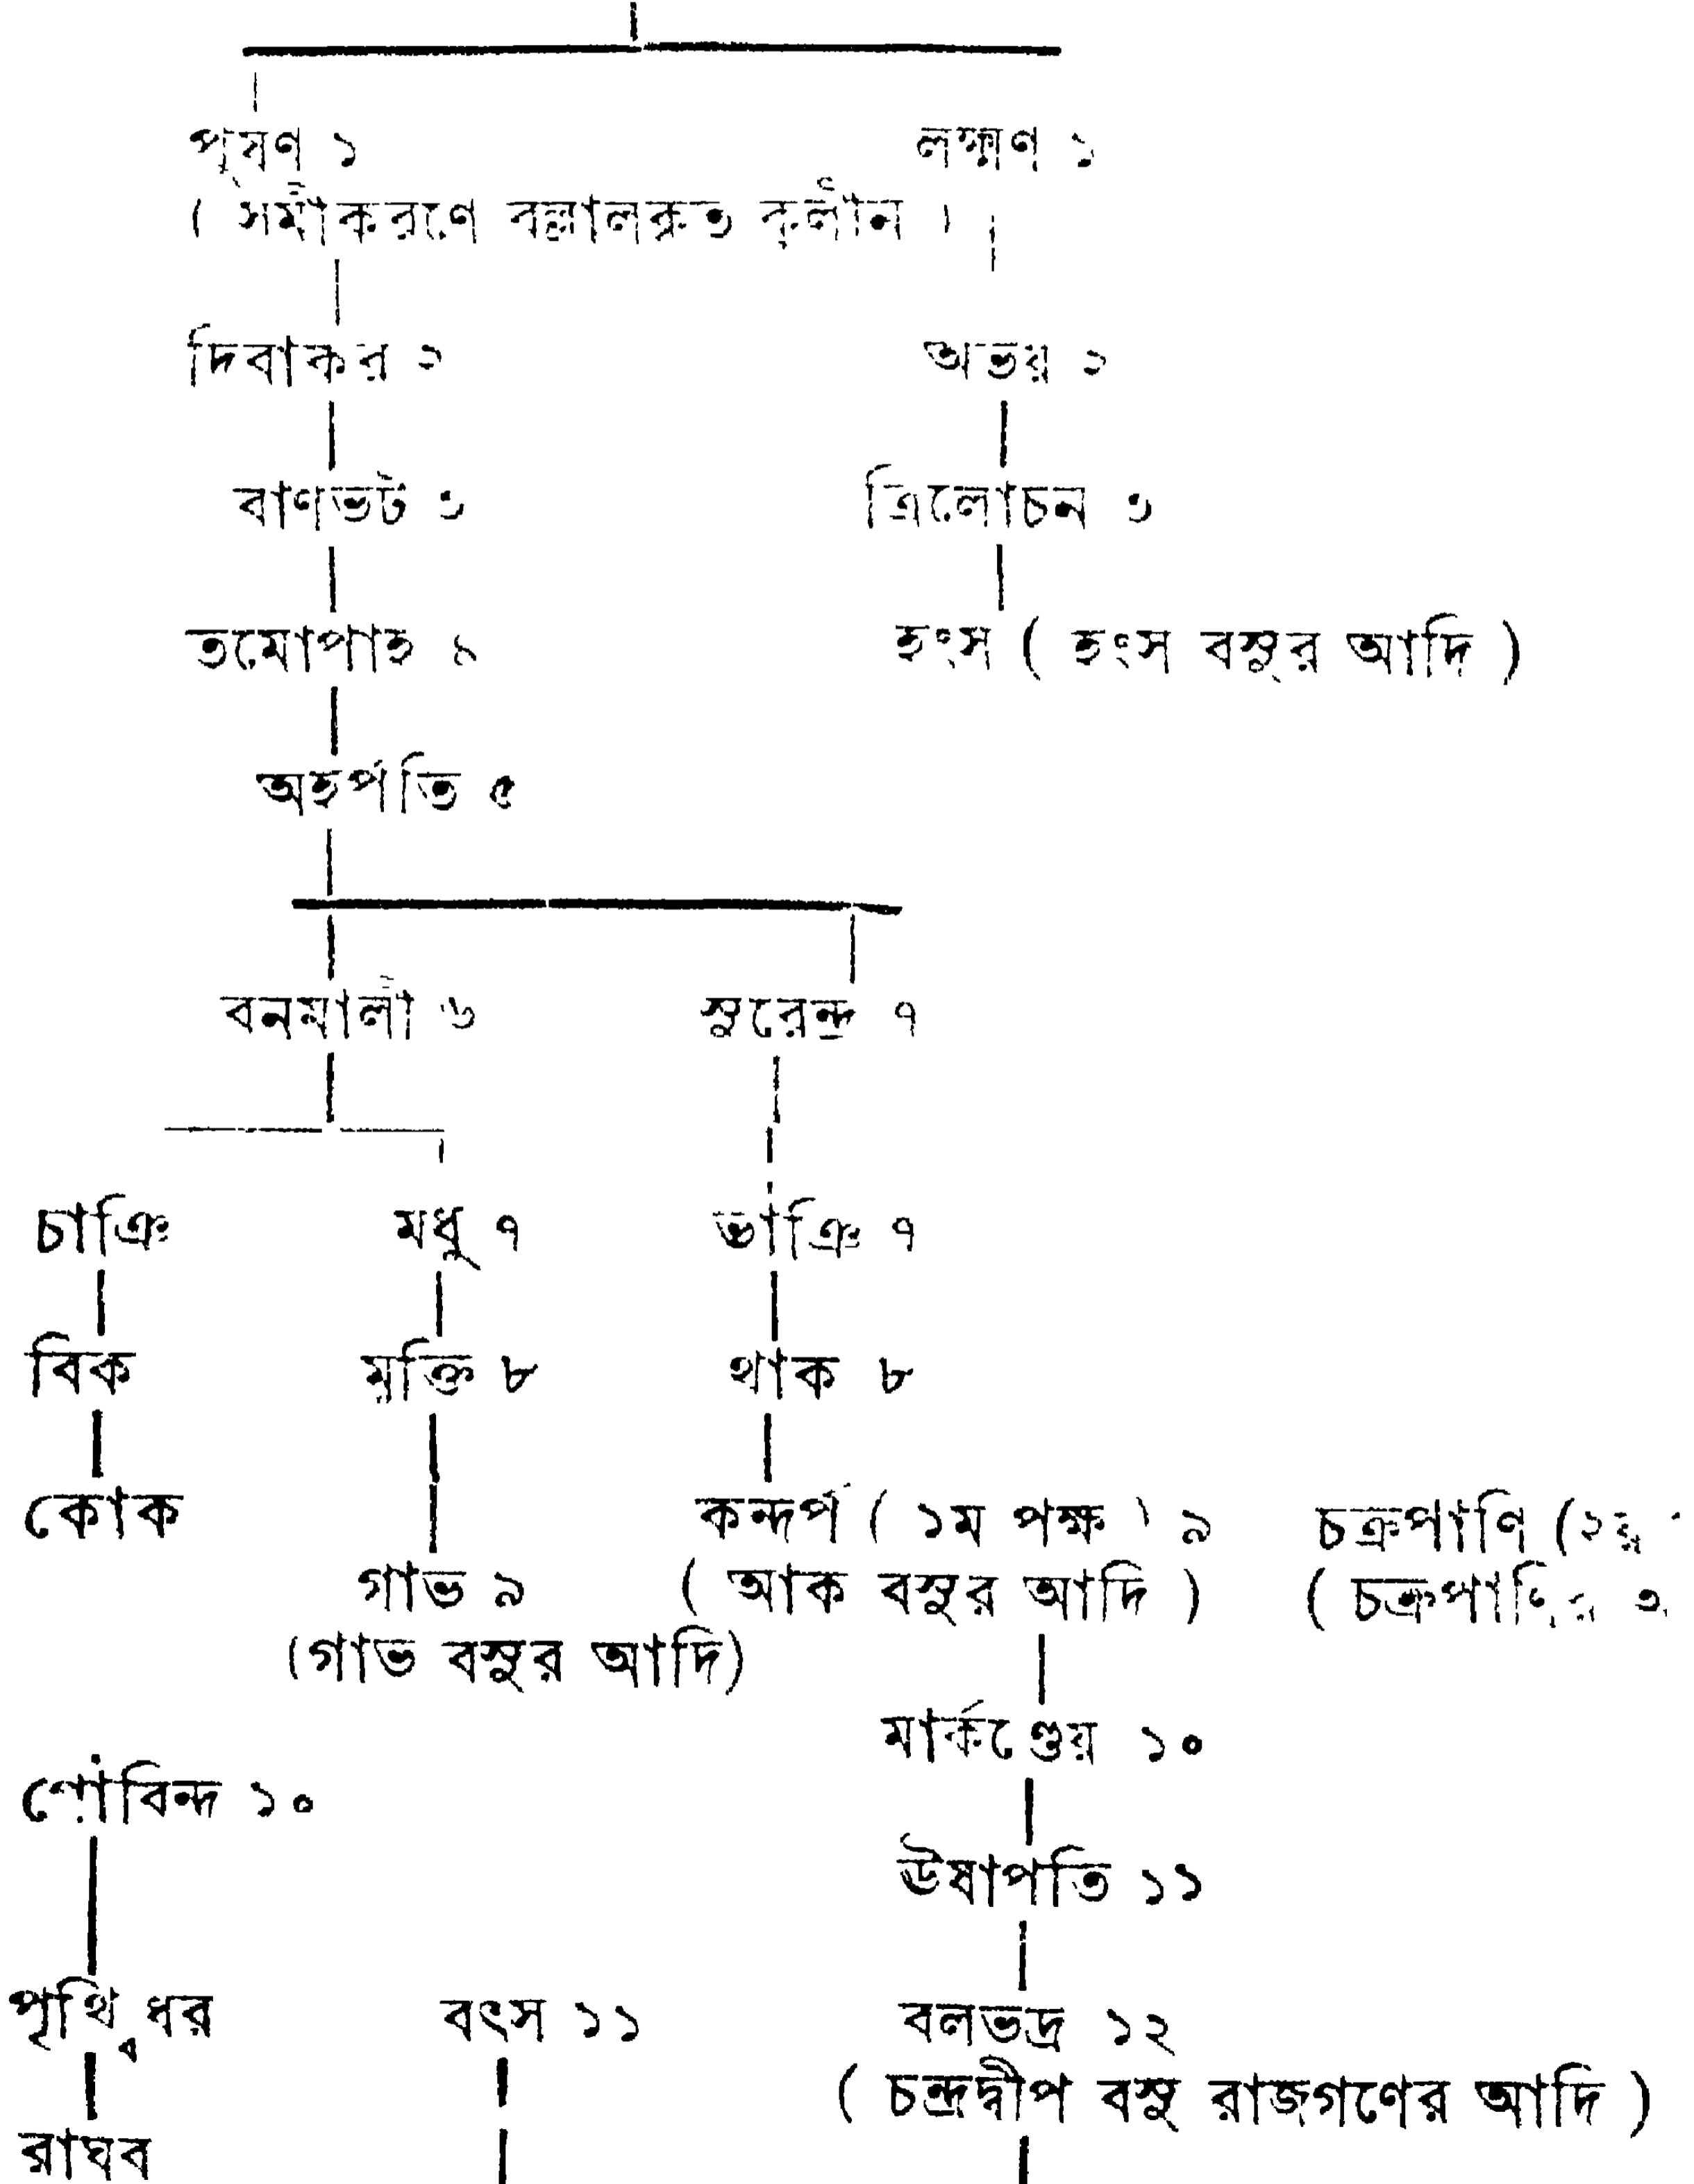 পূষণ ১ লক্ষ্মণ ১
( সমীকরণে বল্লালকৃত কুলীন )
দিবাকর ২ অভয় ২
বাণভট ৩ ত্রিলোচন ৩
তমোপাহ ৪ হংস ( হংস বসুর আদি )
অহর্পতি ৫
বনমালী ৬ সুরেন্দ্র ৭
চাঞি মধু ৭ ভাঞি ৭
বিক মুক্তি ৮ থাক ৮
কোক কন্দর্প ( ১ম পক্ষ ) ৯ চক্রপাণি (২য়
গাভ ৯ ( আক বসুর আদি ) ( চক্রপাণির
(গাভ বসুর আদি)
মার্কণ্ডেয় ১০
গোবিন্দ ১০
ঊষাপতি ১১
পৃথ্বিধর বৎস ১১ বলভদ্র ১২
( চন্দ্রদ্বীপ বসু রাজগণের আদি )
রাঘব